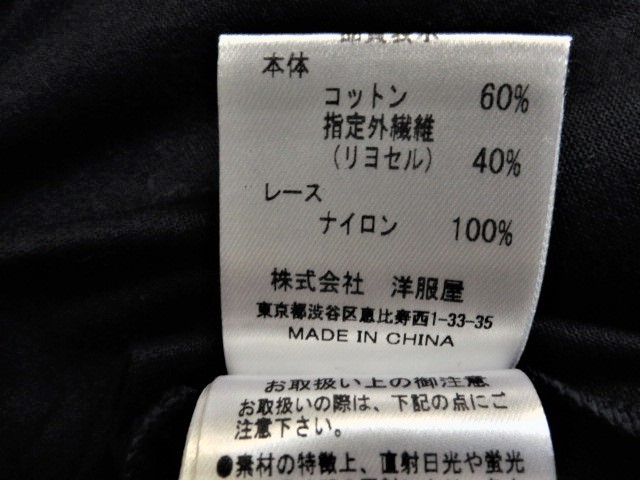 品質表示
本体
コットン 60%
指定外繊維
(リヨセル) 40%
レース
ナイロン 100%
株式会社 洋服屋
東京都渋谷区恵比寿西1-33-35
MADE IN CHINA
お取扱い上の御注意
お取扱いの際は、下記の点にご
注意下さい。
●素材の特徴上、直射日光や蛍光